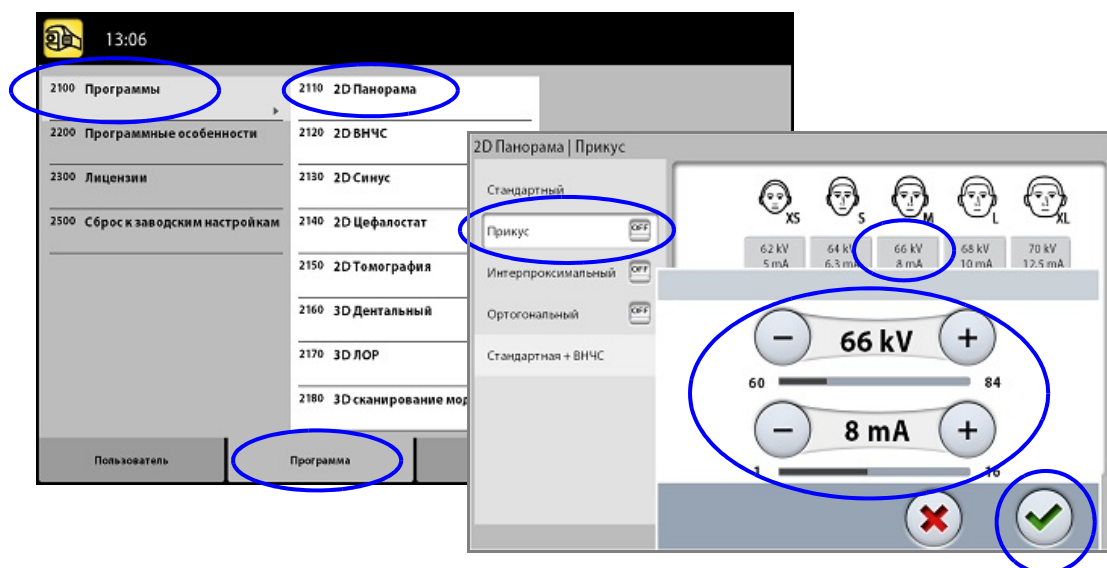 13:06
2100 Программы
2200 Программные особенности
2300 Лицензии
2500 Сброс к заводским настройкам
2110 2D Панорама
2120 2D ВНЧС
2130 2D Синус
2140 2D Цефалостат
2150 2D Томография
2160 3D Дентальный
2170 3D ЛОР
2180 3D сканирование
Пользователь
Программа
2D Панорама | Прикус
Стандартный
Прикус OFF
Интерпроксимальный OFF
Ортогональный OFF
Стандартная + ВНЧС
XS S M L XL
62 kV 64 kV 66 kV 68 kV 70 kV
5 mA 6.3 mA 8 mA 10 mA 12.5 mA
− 66 kV +
60 84
− 8 mA +
1 16